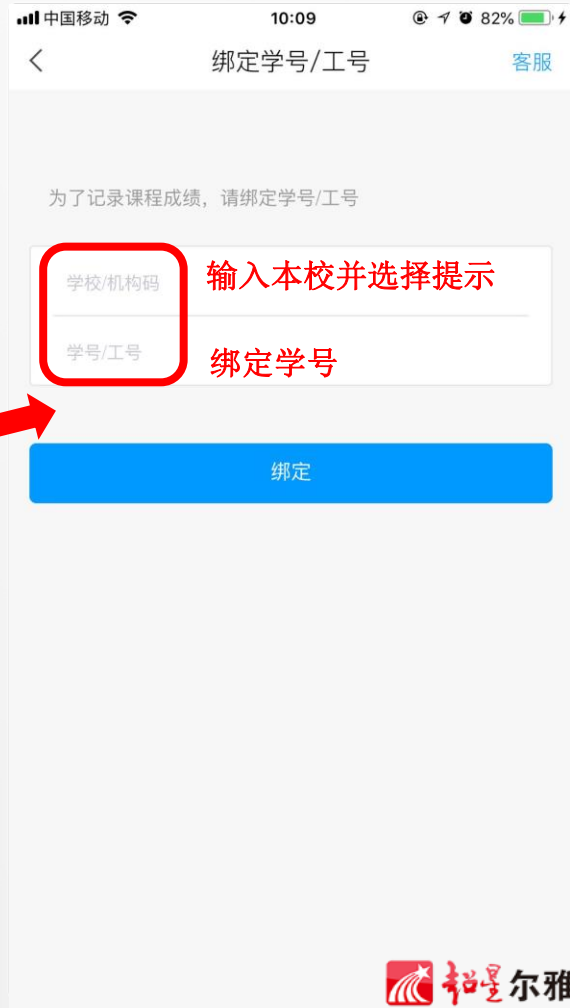 中国移动 10:09 82%
绑定学号/工号 客服
为了记录课程成绩，请绑定学号/工号
学校/机构码 输入本校并选择提示
学号/工号 绑定学号
绑定
超星尔雅